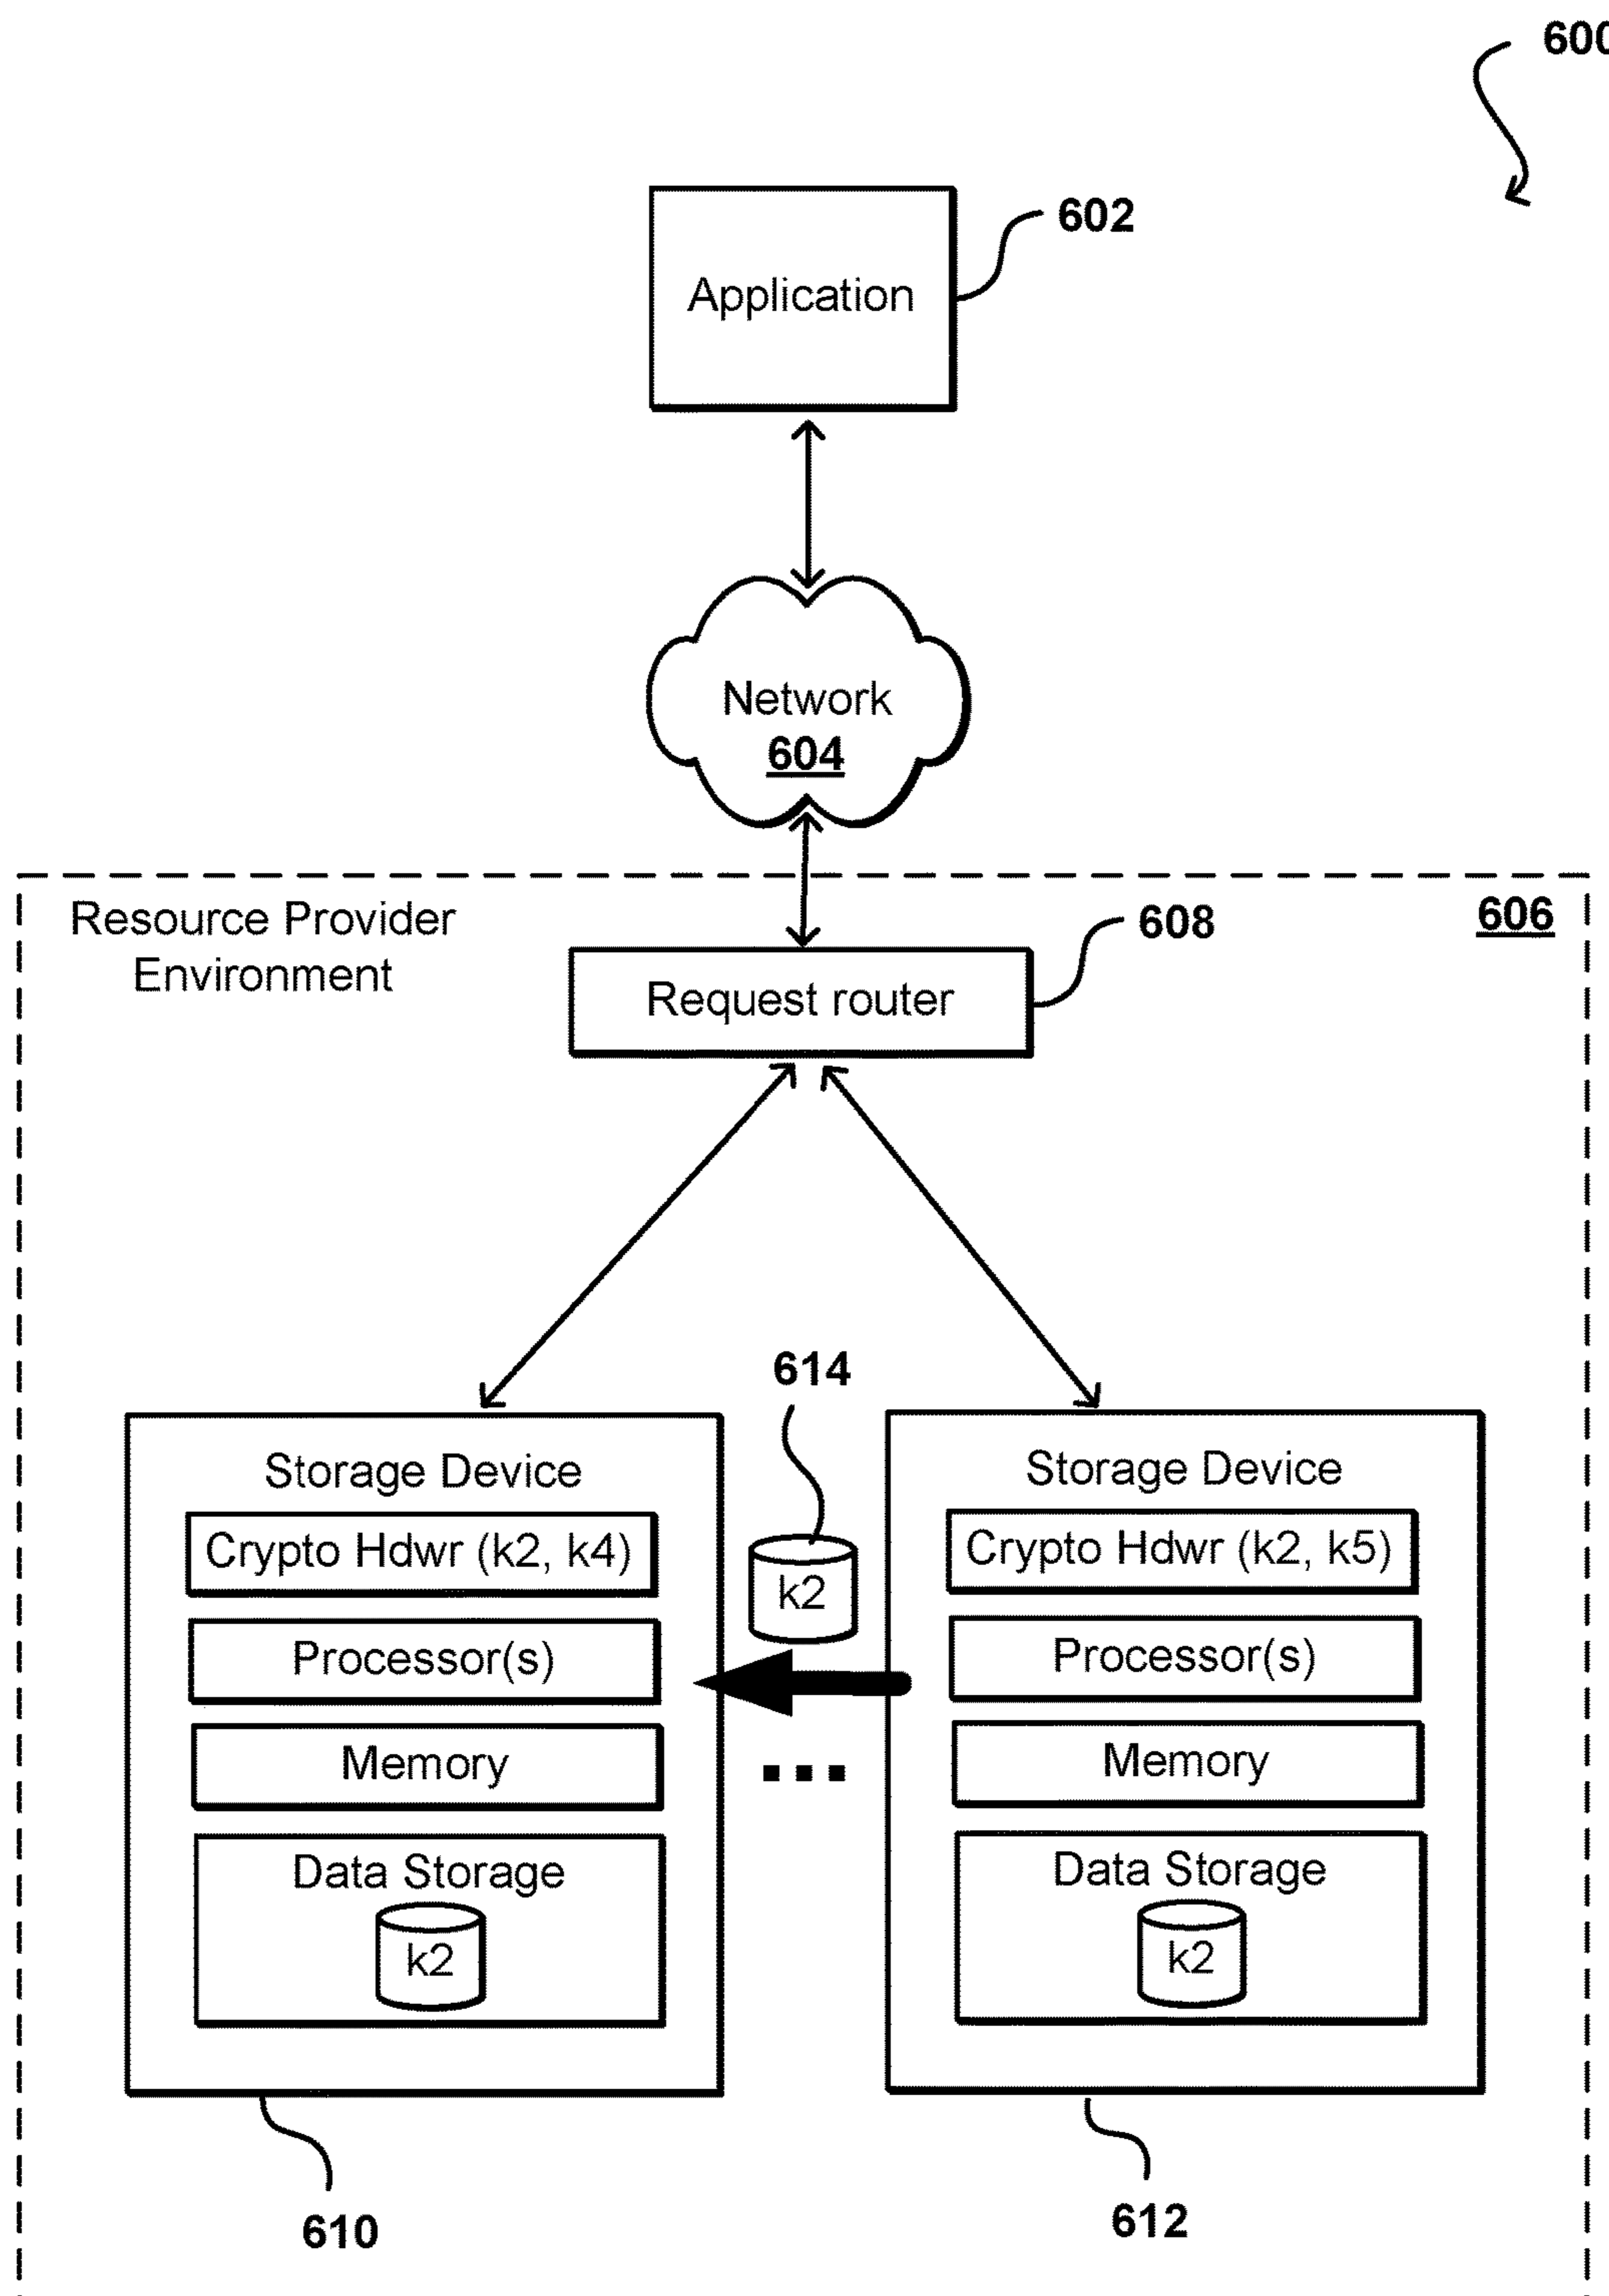 600
602
Application
Network
604
Resource Provider
Environment
606
608
Request router
614
Storage Device
Crypto Hdwr (k2, k4)
Processor(s)
Memory
Data Storage
k2
k2
Storage Device
Crypto Hdwr (k2, k5)
Processor(s)
Memory
Data Storage
k2
610
612